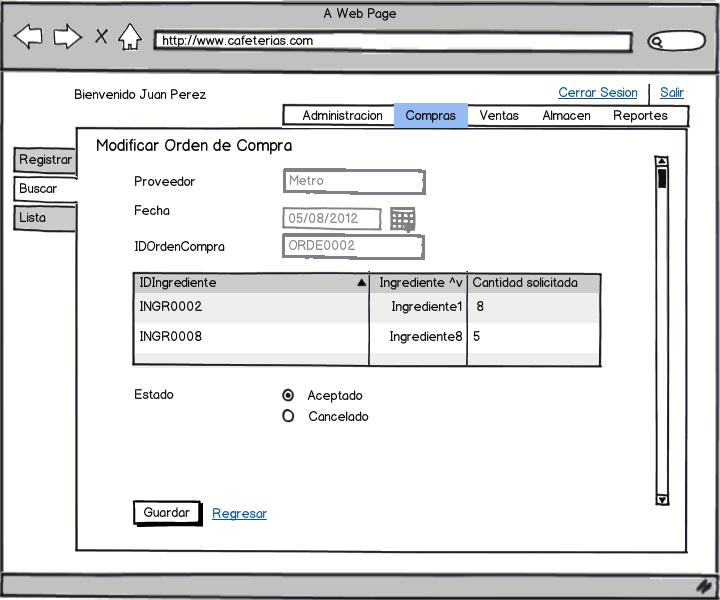 A Web Page
http://www.cafeterias.com
Bienvenido Juan Perez
Cerrar Sesion Salir
Administracion Compras Ventas Almacen Reportes
Modificar Orden de Compra
Registrar
Buscar
Lista
Proveedor Metro
Fecha 05/08/2012
IDOrdenCompra ORDE0002
IDIngrediente Ingrediente ^v Cantidad solicitada
INGR0002 Ingrediente1 8
INGR0008 Ingrediente8 5
Estado Aceptado
Cancelado
Guardar Regresar